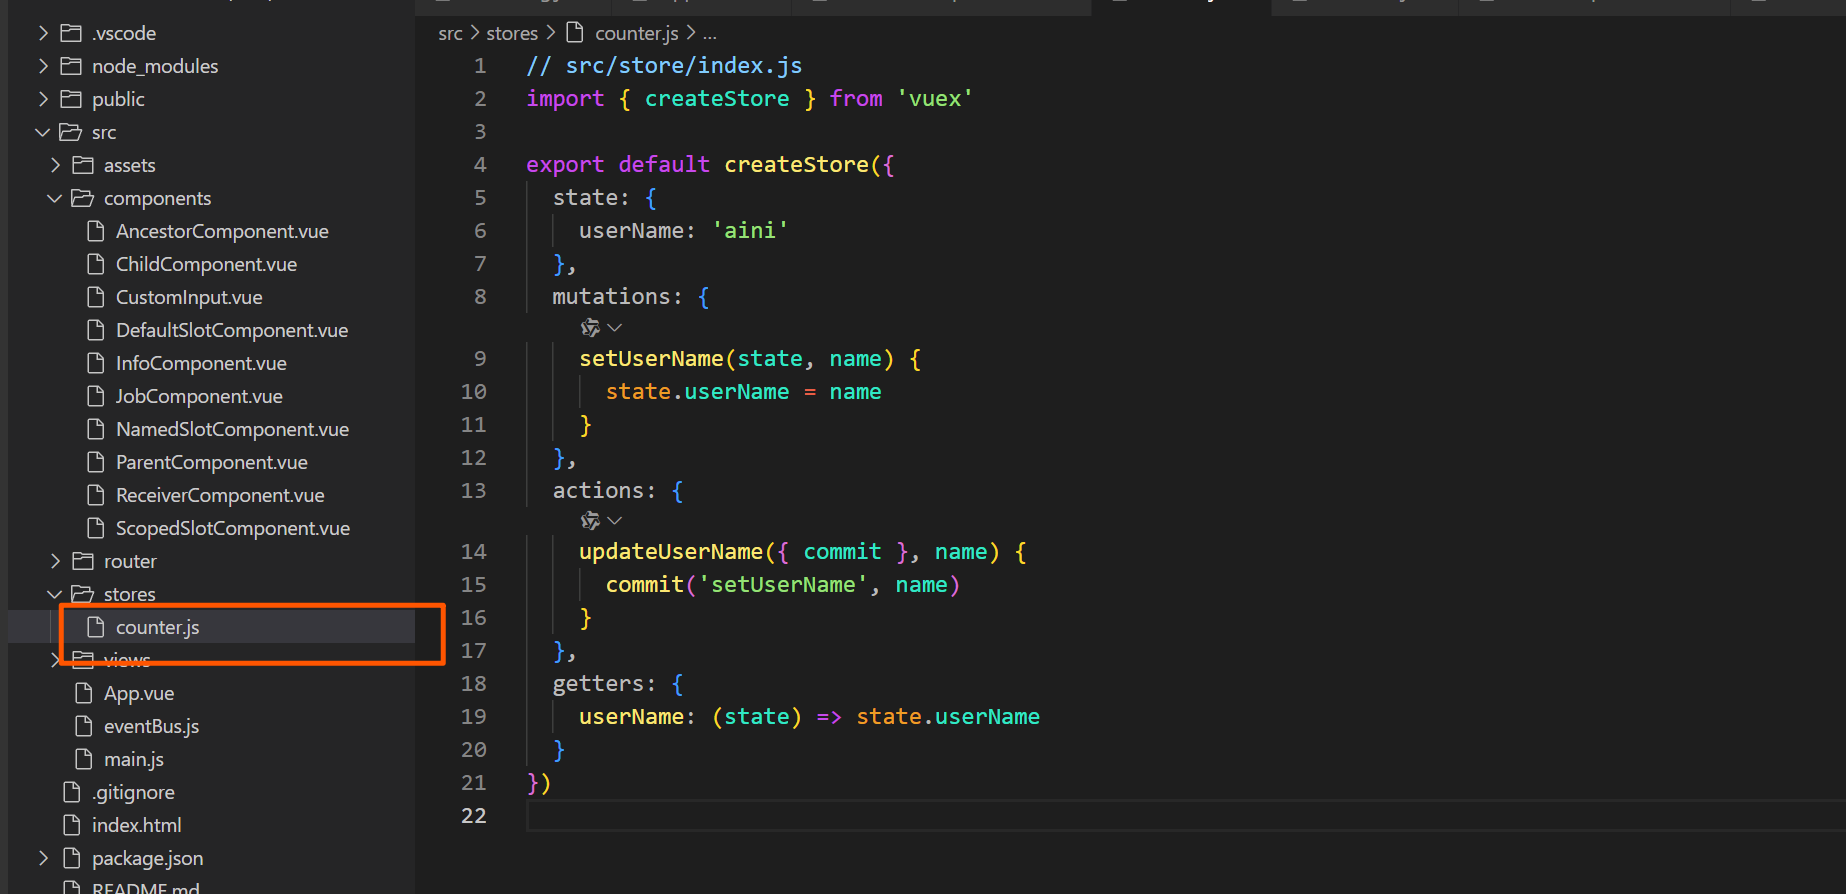 .vscode
node_modules
public
src
assets
components
AncestorComponent.vue
ChildComponent.vue
CustomInput.vue
DefaultSlotComponent.vue
InfoComponent.vue
JobComponent.vue
NamedSlotComponent.vue
ParentComponent.vue
ReceiverComponent.vue
ScopedSlotComponent.vue
router
stores
counter.js
views
App.vue
eventBus.js
main.js
.gitignore
index.html
package.json
README.md
src > stores > counter.js > ...
1 // src/store/index.js
2 import { createStore } from 'vuex'
3
4 export default createStore({
5 state: {
6 userName: 'aini'
7 },
8 mutations: {
9 setUserName(state, name) {
10 state.userName = name
11 }
12 },
13 actions: {
14 updateUserName({ commit }, name) {
15 commit('setUserName', name)
16 }
17 },
18 getters: {
19 userName: (state) => state.userName
20 }
21 })
22